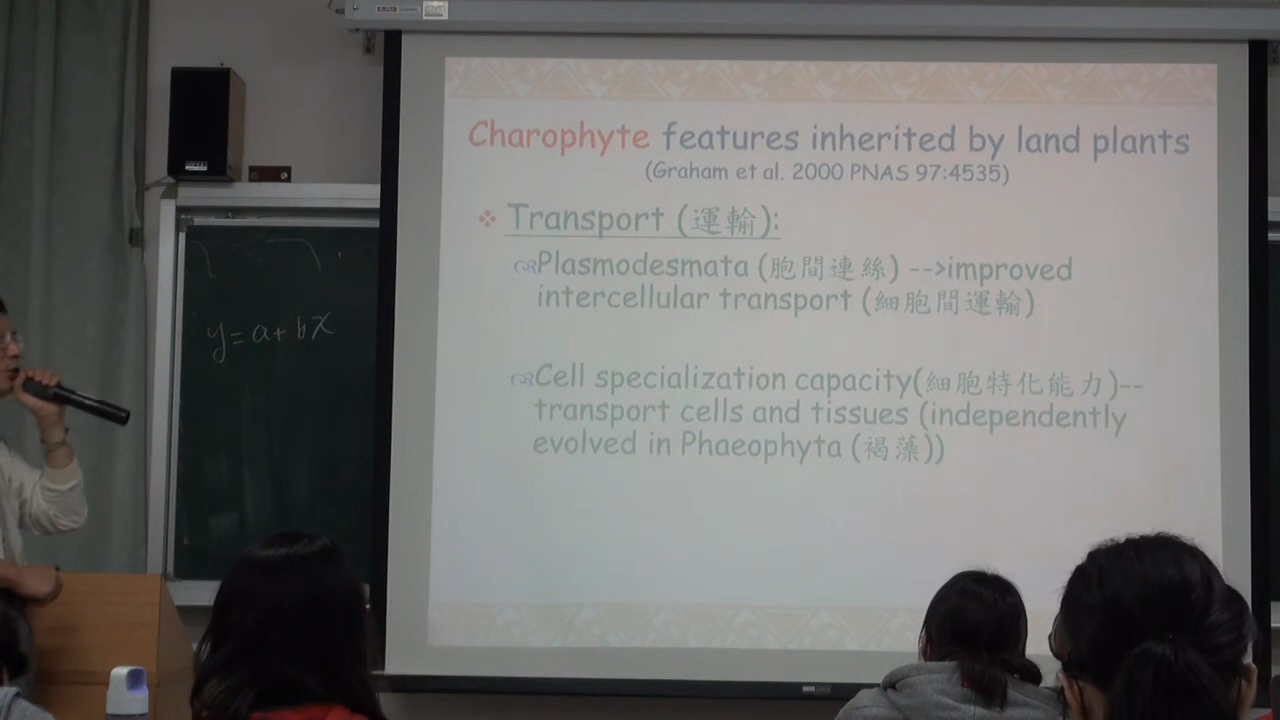 Charophyte features inherited by land plants
(Graham et al. 2000 PNAS 97:4535)
Transport (運輸):
Plasmodesmata (胞間連絲) -->improved
intercellular transport (細胞間運輸)
Cell specialization capacity(細胞特化能力)--
transport cells and tissues (independently
evolved in Phaeophyta (褐藻))
y=a+bx